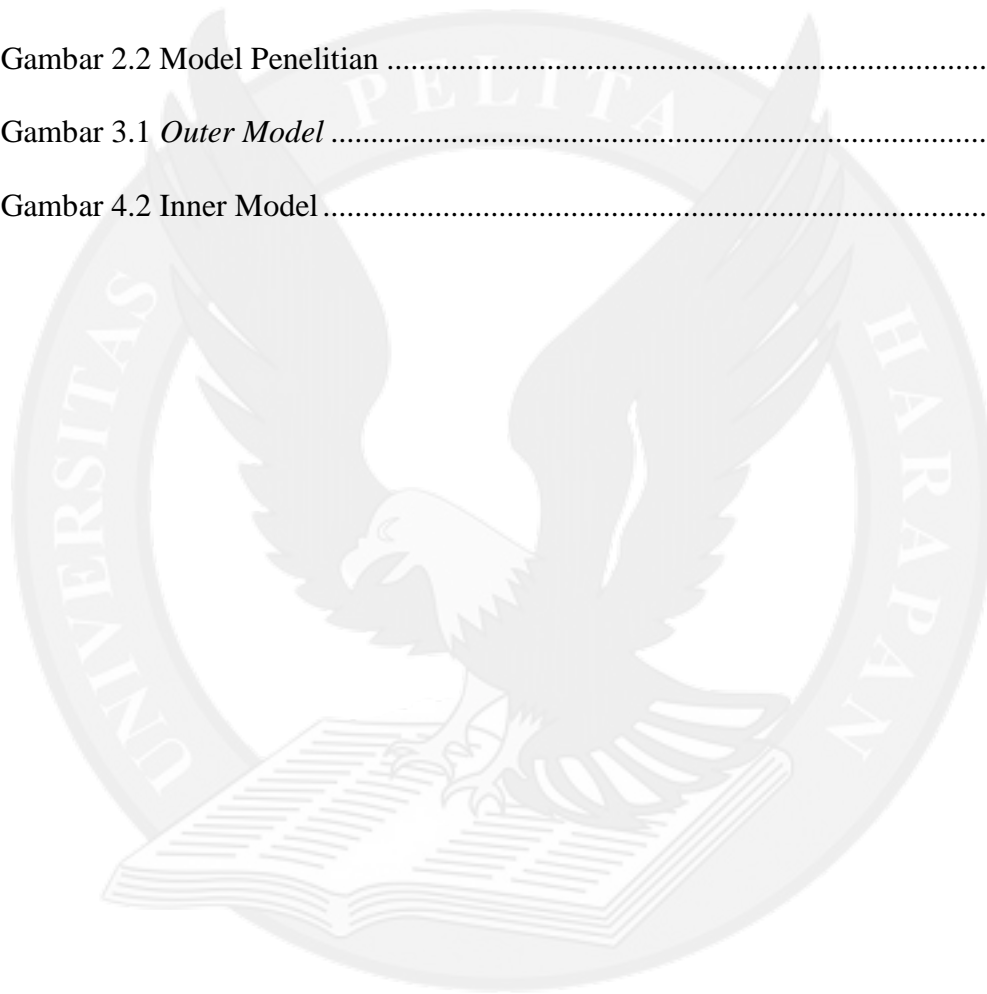 Gambar 2.2 Model Penelitian ................................................................
PELITA
Gambar 3.1 Outer Model ......................................................................
Gambar 4.2 Inner Model .......................................................................
UNIVERSITAS
HARAPAN